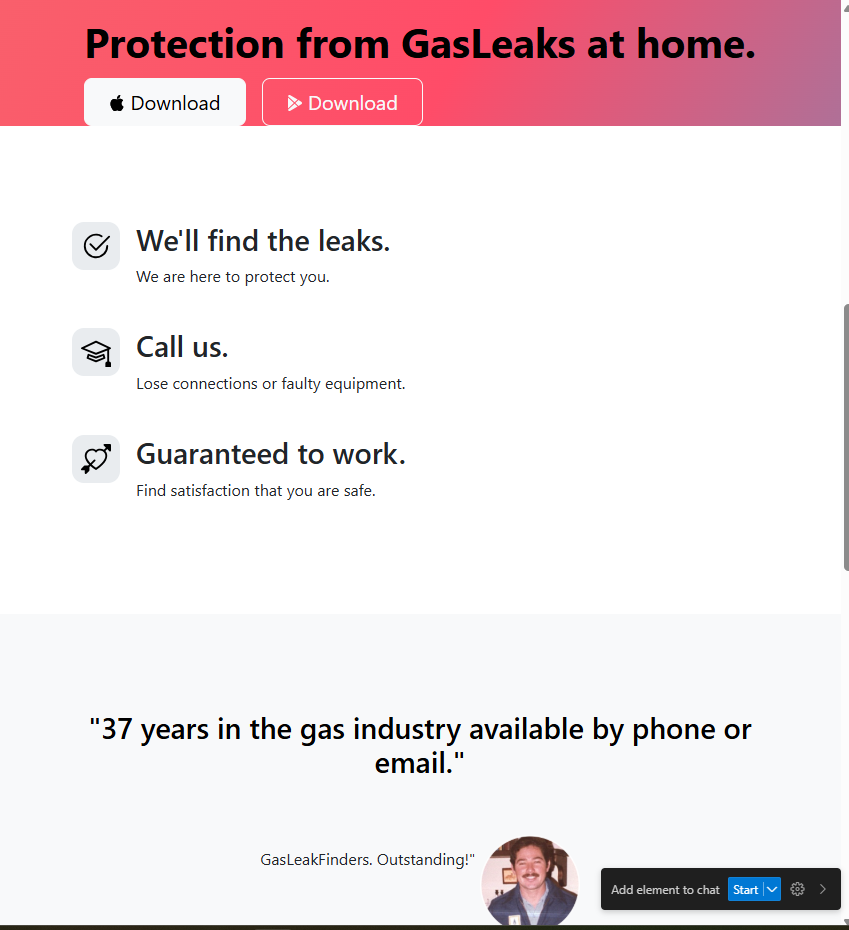 Protection from GasLeaks at home.
Download
Download
We'll find the leaks.
We are here to protect you.
Call us.
Lose connections or faulty equipment.
Guaranteed to work.
Find satisfaction that you are safe.
"37 years in the gas industry available by phone or
email."
GasLeakFinders. Outstanding!"
Add element to chat
Start